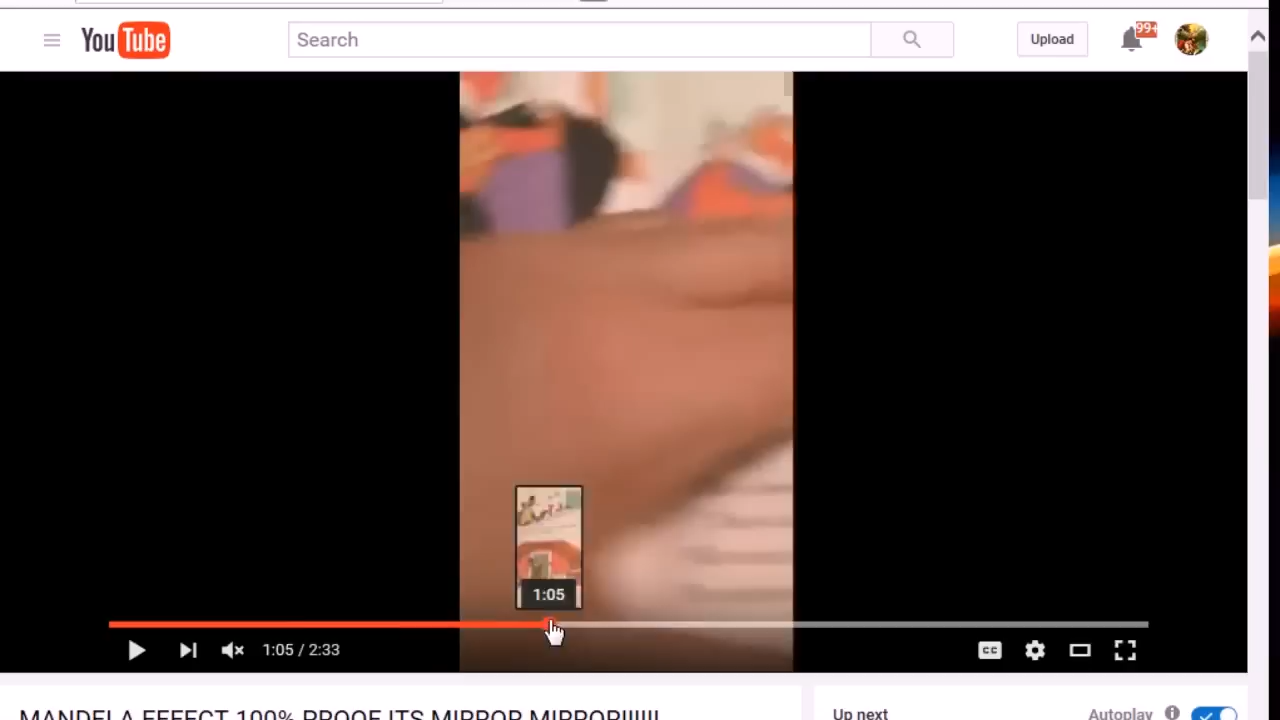 YouTube
Search
Upload
99+
1:05
1:05 / 2:33
CC
MANDELA EFFECT 100% PROOF ITS MIRROR MIRROR!!!!!!
Up next
Autoplay